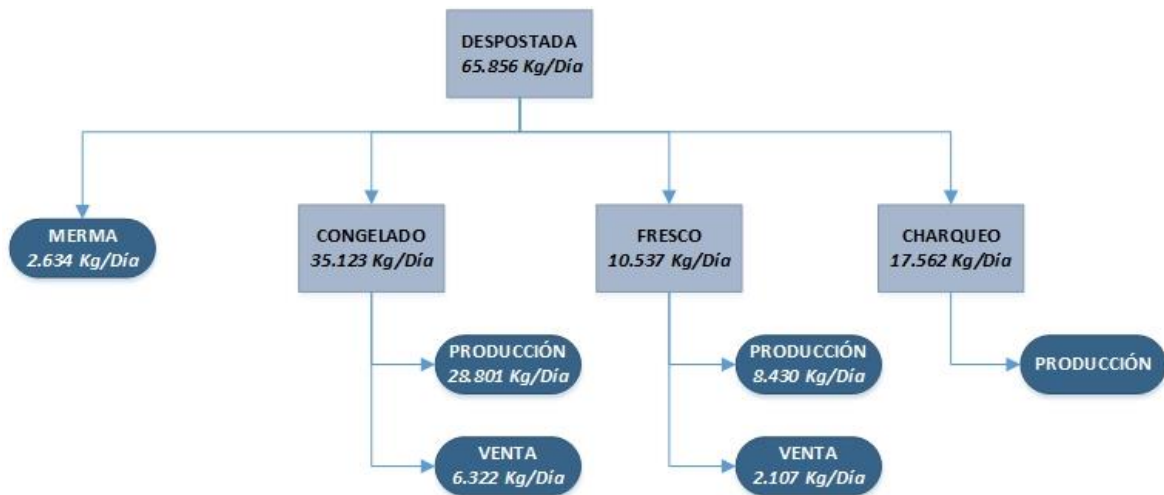 DESPOSTADA
65.856 Kg/Día
MERMA
2.634 Kg/Día
CONGELADO
35.123 Kg/Día
FRESCO
10.537 Kg/Día
CHARQUEO
17.562 Kg/Día
PRODUCCIÓN
28.801 Kg/Día
PRODUCCIÓN
8.430 Kg/Día
PRODUCCIÓN
VENTA
6.322 Kg/Día
VENTA
2.107 Kg/Día